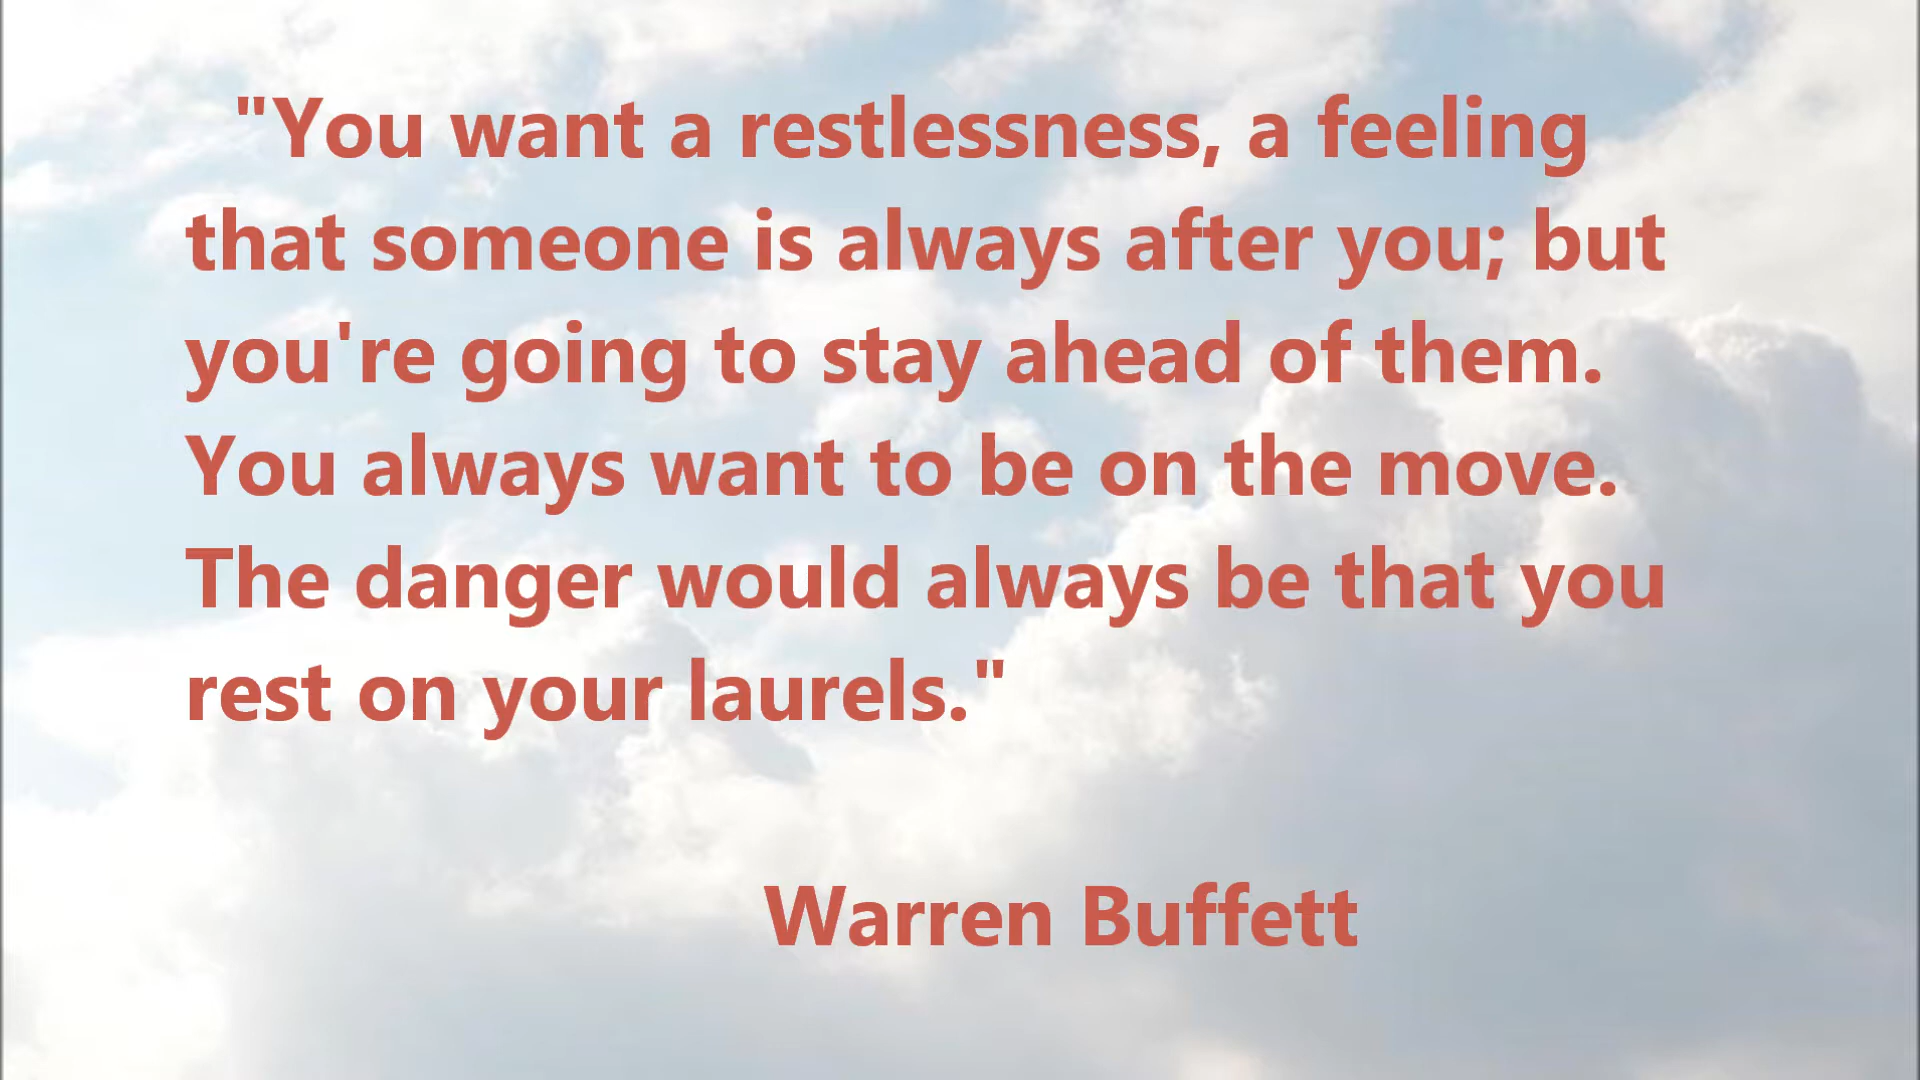 "You want a restlessness, a feeling
that someone is always after you; but
you're going to stay ahead of them.
You always want to be on the move.
The danger would always be that you
rest on your laurels."
Warren Buffett